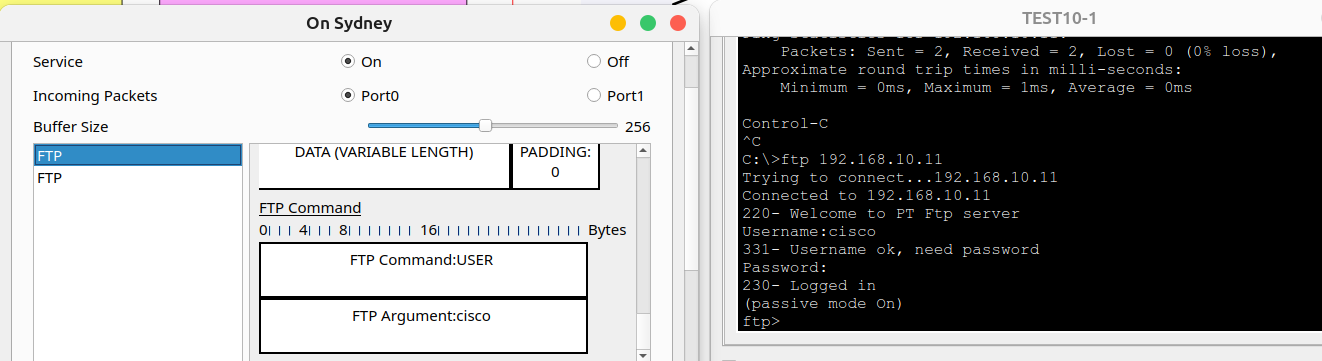 On Sydney
Service On Off
Incoming Packets Port0 Port1
Buffer Size 256
FTP
FTP
DATA (VARIABLE LENGTH) PADDING:
0
FTP Command
0 4 8 16 Bytes
FTP Command:USER
FTP Argument:cisco
TEST10-1
Packets: Sent = 2, Received = 2, Lost = 0 (0% loss),
Approximate round trip times in milli-seconds:
Minimum = 0ms, Maximum = 1ms, Average = 0ms
Control-C
^C
C:\>ftp 192.168.10.11
Trying to connect...192.168.10.11
Connected to 192.168.10.11
220- Welcome to PT Ftp server
Username:cisco
331- Username ok, need password
Password:
230- Logged in
(passive mode On)
ftp>